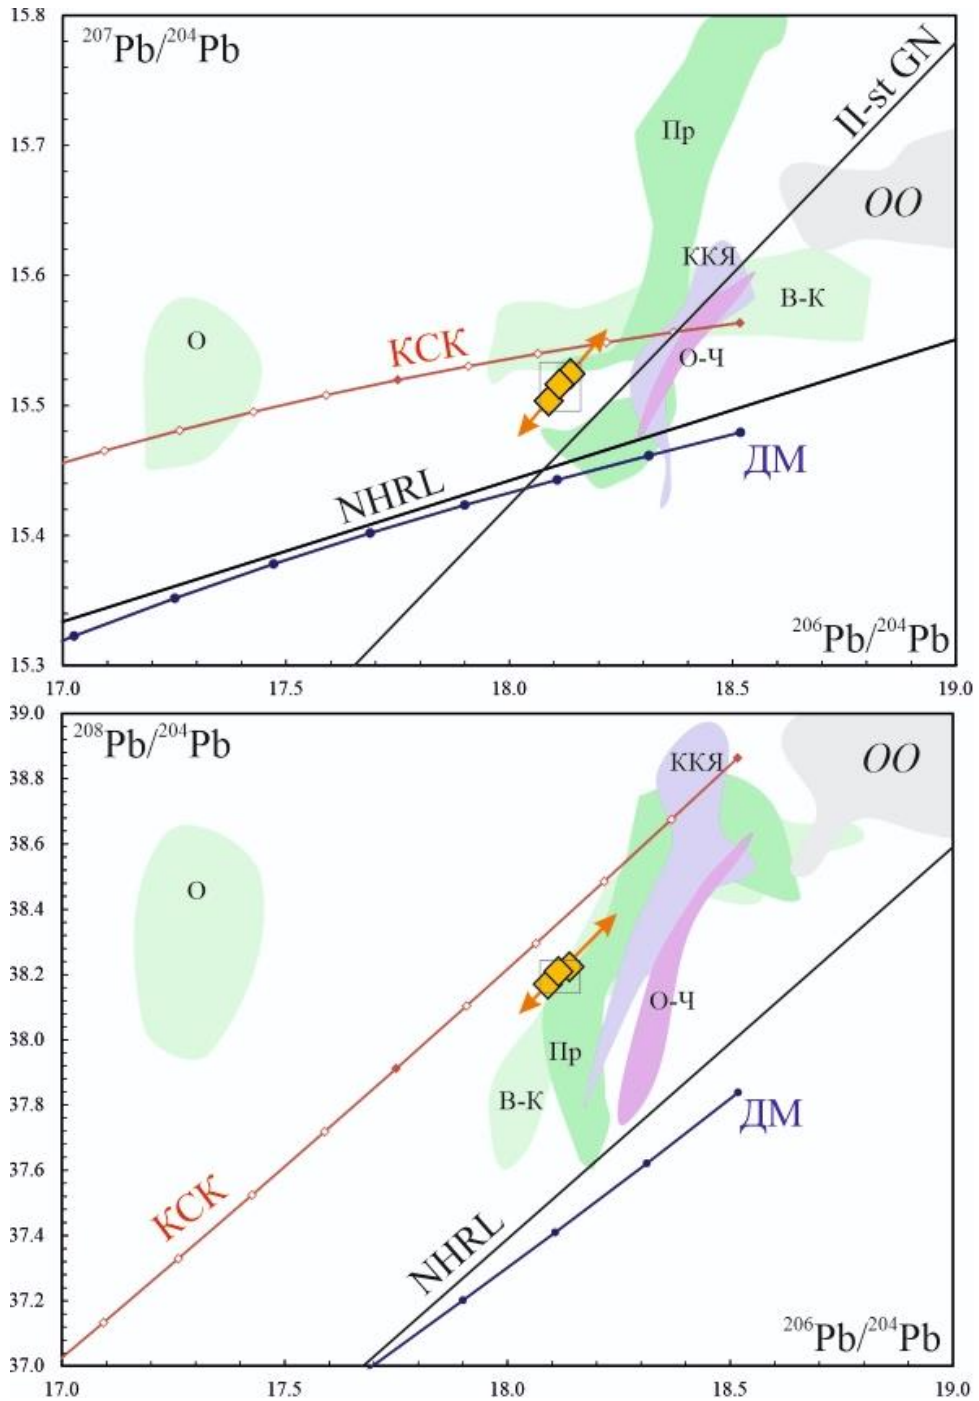 15.8
²⁰⁷Pb/²⁰⁴Pb
II-st GN
Пр
15.7
OO
ККЯ
15.6
В-К
О
КСК
О-Ч
15.5
ДМ
NHRL
15.4
²⁰⁶Pb/²⁰⁴Pb
15.3
17.0 17.5 18.0 18.5 19.0
39.0
²⁰⁸Pb/²⁰⁴Pb
ККЯ
OO
38.8
38.6
О
38.4
38.2
О-Ч
38.0
Пр
В-К
37.8
ДМ
37.6
КСК
37.4
NHRL
37.2
²⁰⁶Pb/²⁰⁴Pb
37.0
17.0 17.5 18.0 18.5 19.0